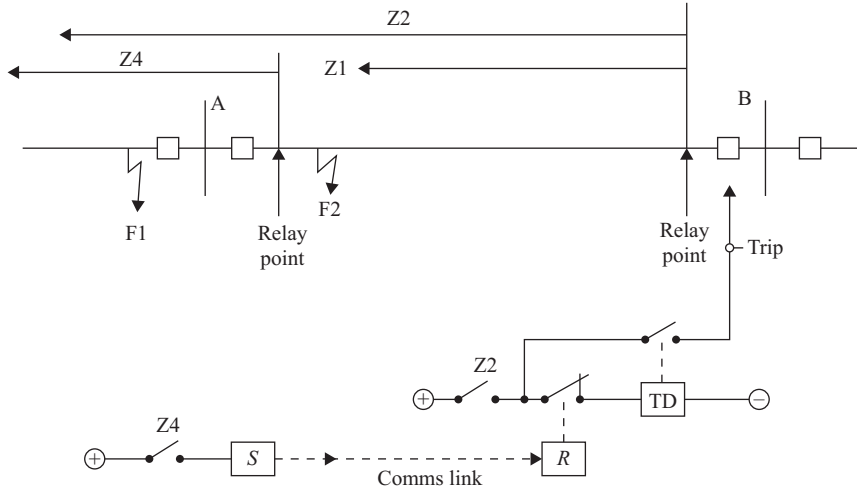 Z2
Z4
Z1
A
B
F1
F2
Relay
point
Relay
point
Trip
Z2
+
TD
−
Z4
+
S
R
Comms link